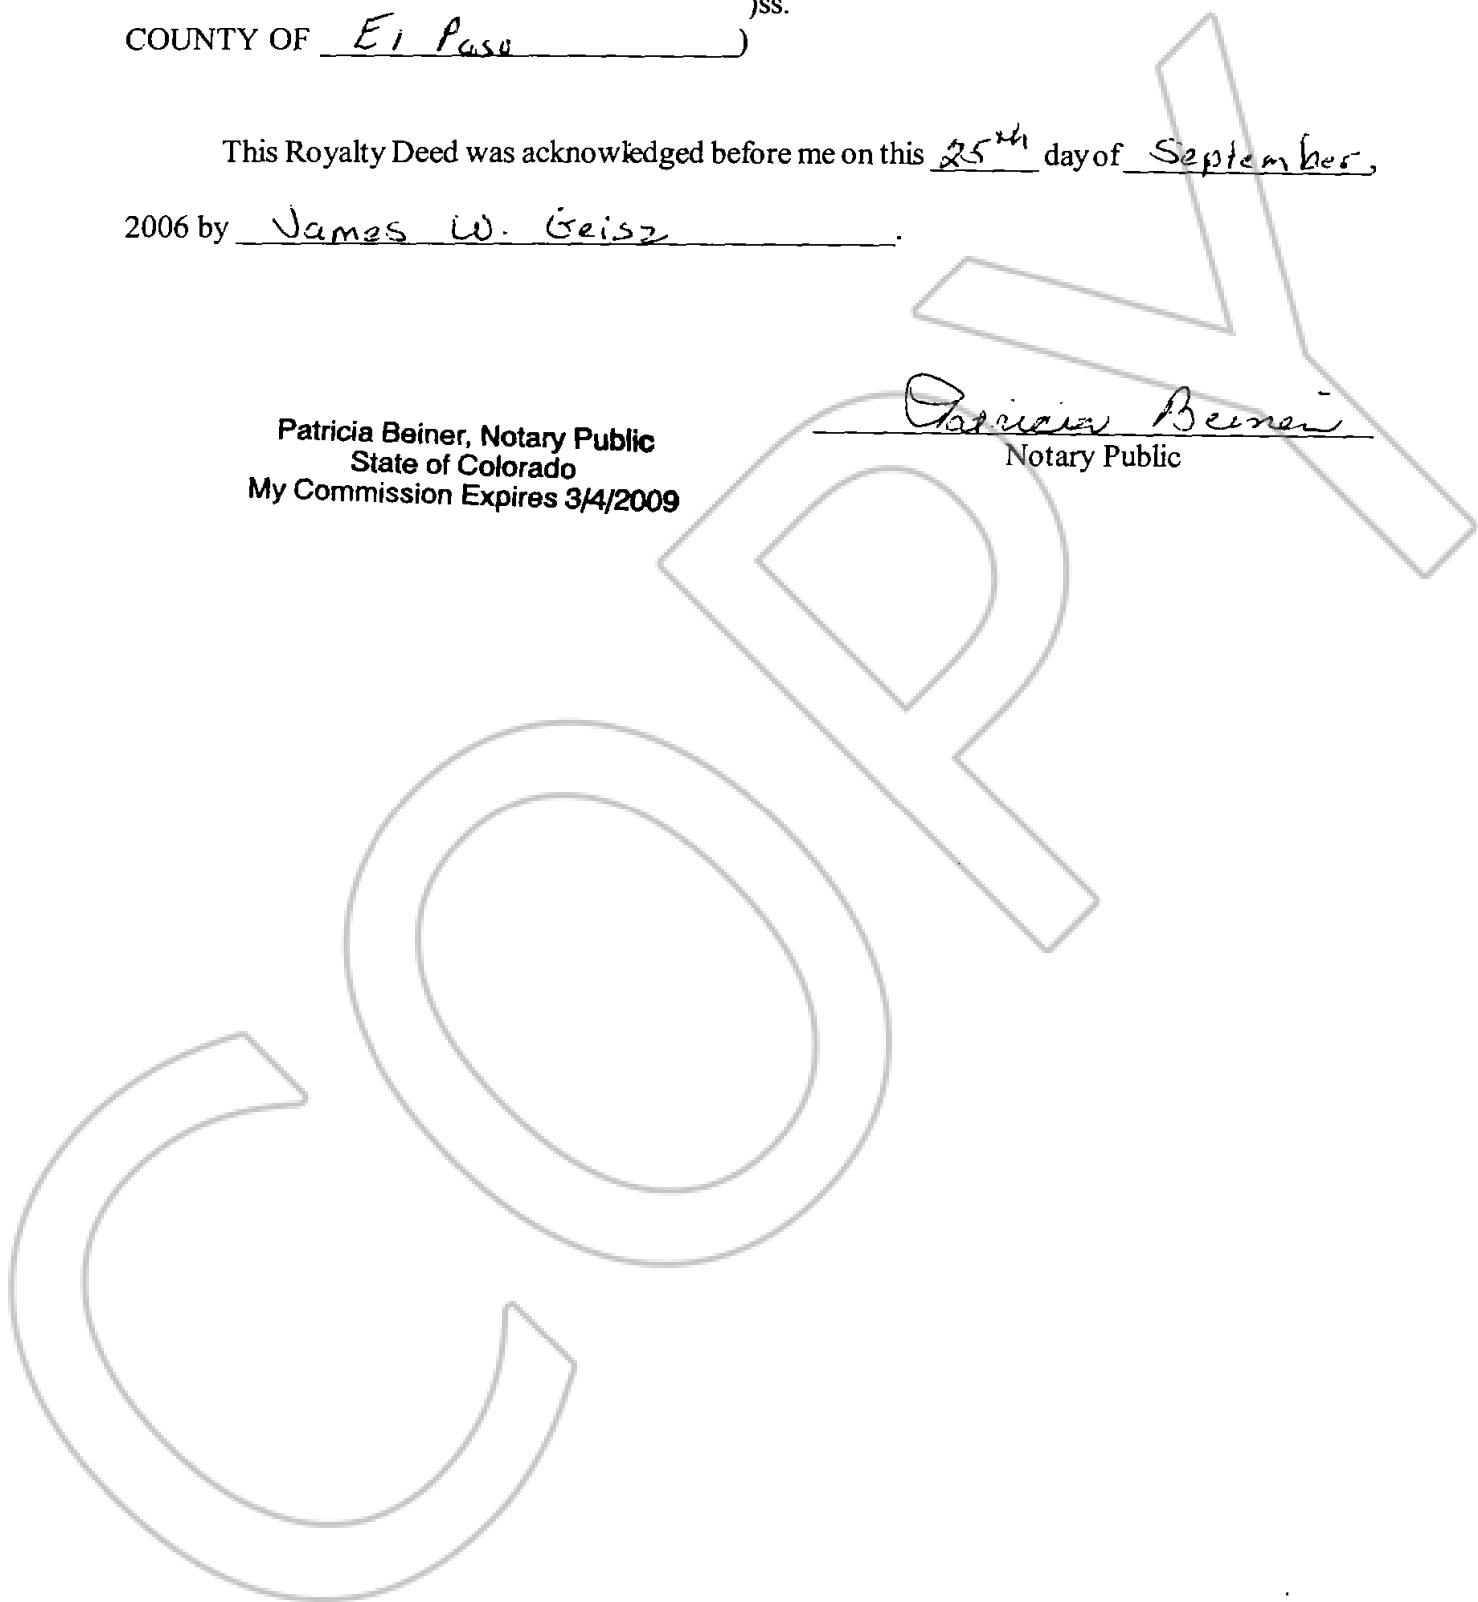 )ss.
COUNTY OF El Paso )
This Royalty Deed was acknowledged before me on this 25th day of September,
2006 by James W. Geisz.
Patricia Beiner
Patricia Beiner, Notary Public
State of Colorado
My Commission Expires 3/4/2009
Notary Public
COPY